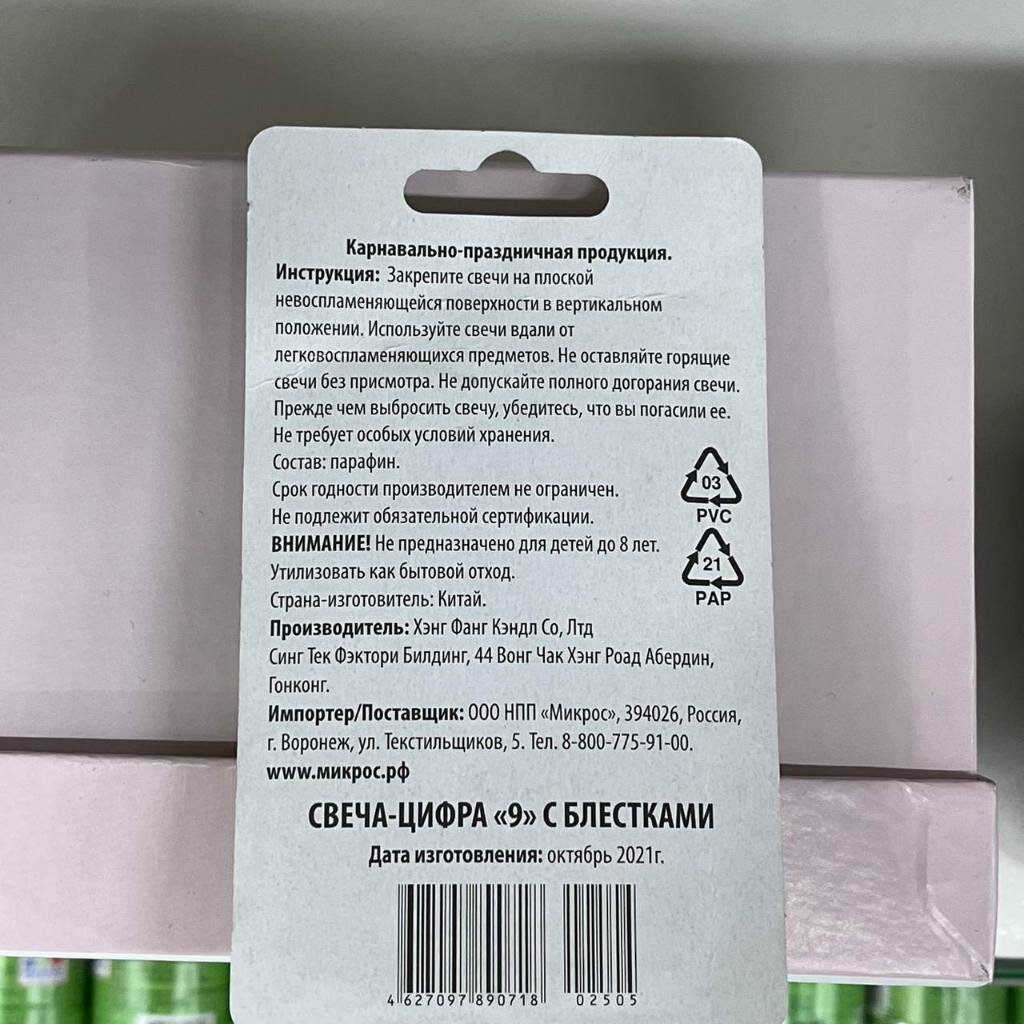 Карнавально-праздничная продукция.
Инструкция: Закрепите свечи на плоской
невоспламеняющейся поверхности в вертикальном
положении. Используйте свечи вдали от
легковоспламеняющихся предметов. Не оставляйте горящие
свечи без присмотра. Не допускайте полного догорания свечи.
Прежде чем выбросить свечу, убедитесь, что вы погасили ее.
Не требует особых условий хранения.
Состав: парафин.
Срок годности производителем не ограничен.
Не подлежит обязательной сертификации.
ВНИМАНИЕ! Не предназначено для детей до 8 лет.
Утилизовать как бытовой отход.
Страна-изготовитель: Китай.
03
PVC
21
PAP
Производитель: Хэнг Фанг Кэндл Со, Лтд
Синг Тек Фэктори Билдинг, 44 Вонг Чак Хэнг Роад Абердин,
Гонконг.
Импортер/Поставщик: ООО НПП «Микрос», 394026, Россия,
г. Воронеж, ул. Текстильщиков, 5. Тел. 8-800-775-91-00.
www.микрос.рф
СВЕЧА-ЦИФРА «9» С БЛЕСТКАМИ
Дата изготовления: октябрь 2021г.
4 627097 890718 02505